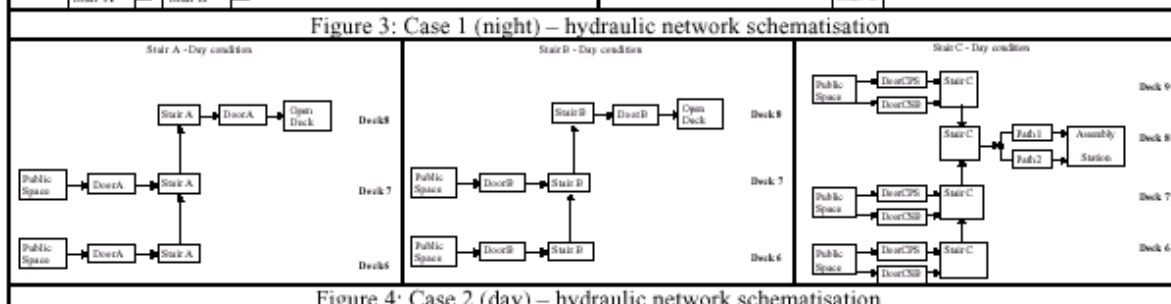 Figure 3: Case 1 (night) – hydraulic network schematisation
Stair A - Day condition
Stair A
DoorA
Open
Deck
Deck8
Public
Space
DoorA
Stair A
Deck 7
Public
Space
DoorA
Stair A
Deck6
Stair B - Day condition
Stair B
DoorB
Open
Deck
Deck 8
Public
Space
DoorB
Stair B
Deck 7
Public
Space
DoorB
Stair B
Deck 6
Stair C - Day condition
Public
Space
DoorCPS
DoorCSB
Stair C
Deck 9
Stair C
Path 1
Path 2
Assembly
Station
Deck 8
Public
Space
DoorCPS
DoorCSB
Stair C
Deck 7
Public
Space
DoorCPS
DoorCSB
Stair C
Deck 6
Figure 4: Case 2 (day) – hydraulic network schematisation